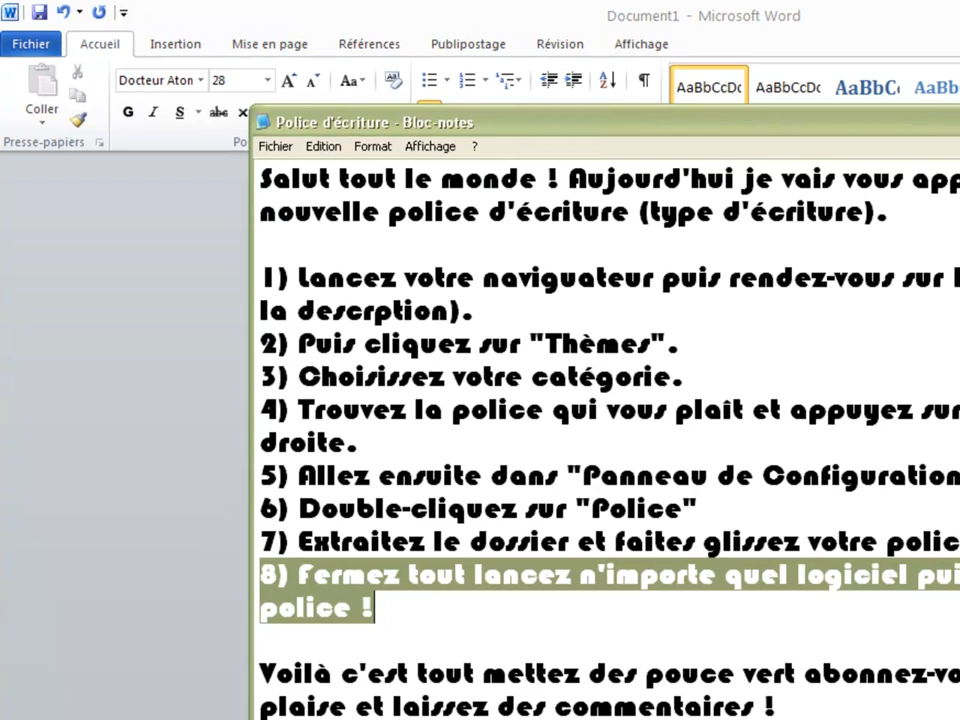 Document1 - Microsoft Word
Fichier Accueil Insertion Mise en page Références Publipostage Révision Affichage
Docteur Aton 28 Aa
AaBbCcDc AaBbCcDc AaBbC AaBb
Coller
G I S abc
Presse-papiers Po
Police d'écriture - Bloc-notes
Fichier Edition Format Affichage ?
Salut tout le monde ! Aujourd'hui je vais vous app
nouvelle police d'écriture (type d'écriture).
1) Lancez votre naviguateur puis rendez-vous sur
la descrption).
2) Puis cliquez sur "Thèmes".
3) Choisissez votre catégorie.
4) Trouvez la police qui vous plaît et appuyez sur
droite.
5) Allez ensuite dans "Panneau de Configuration
6) Double-cliquez sur "Police"
7) Extraitez le dossier et faites glissez votre polic
8) Fermez tout lancez n'importe quel logiciel pui
police !
Voilà c'est tout mettez des pouce vert abonnez-vo
plaise et laissez des commentaires !